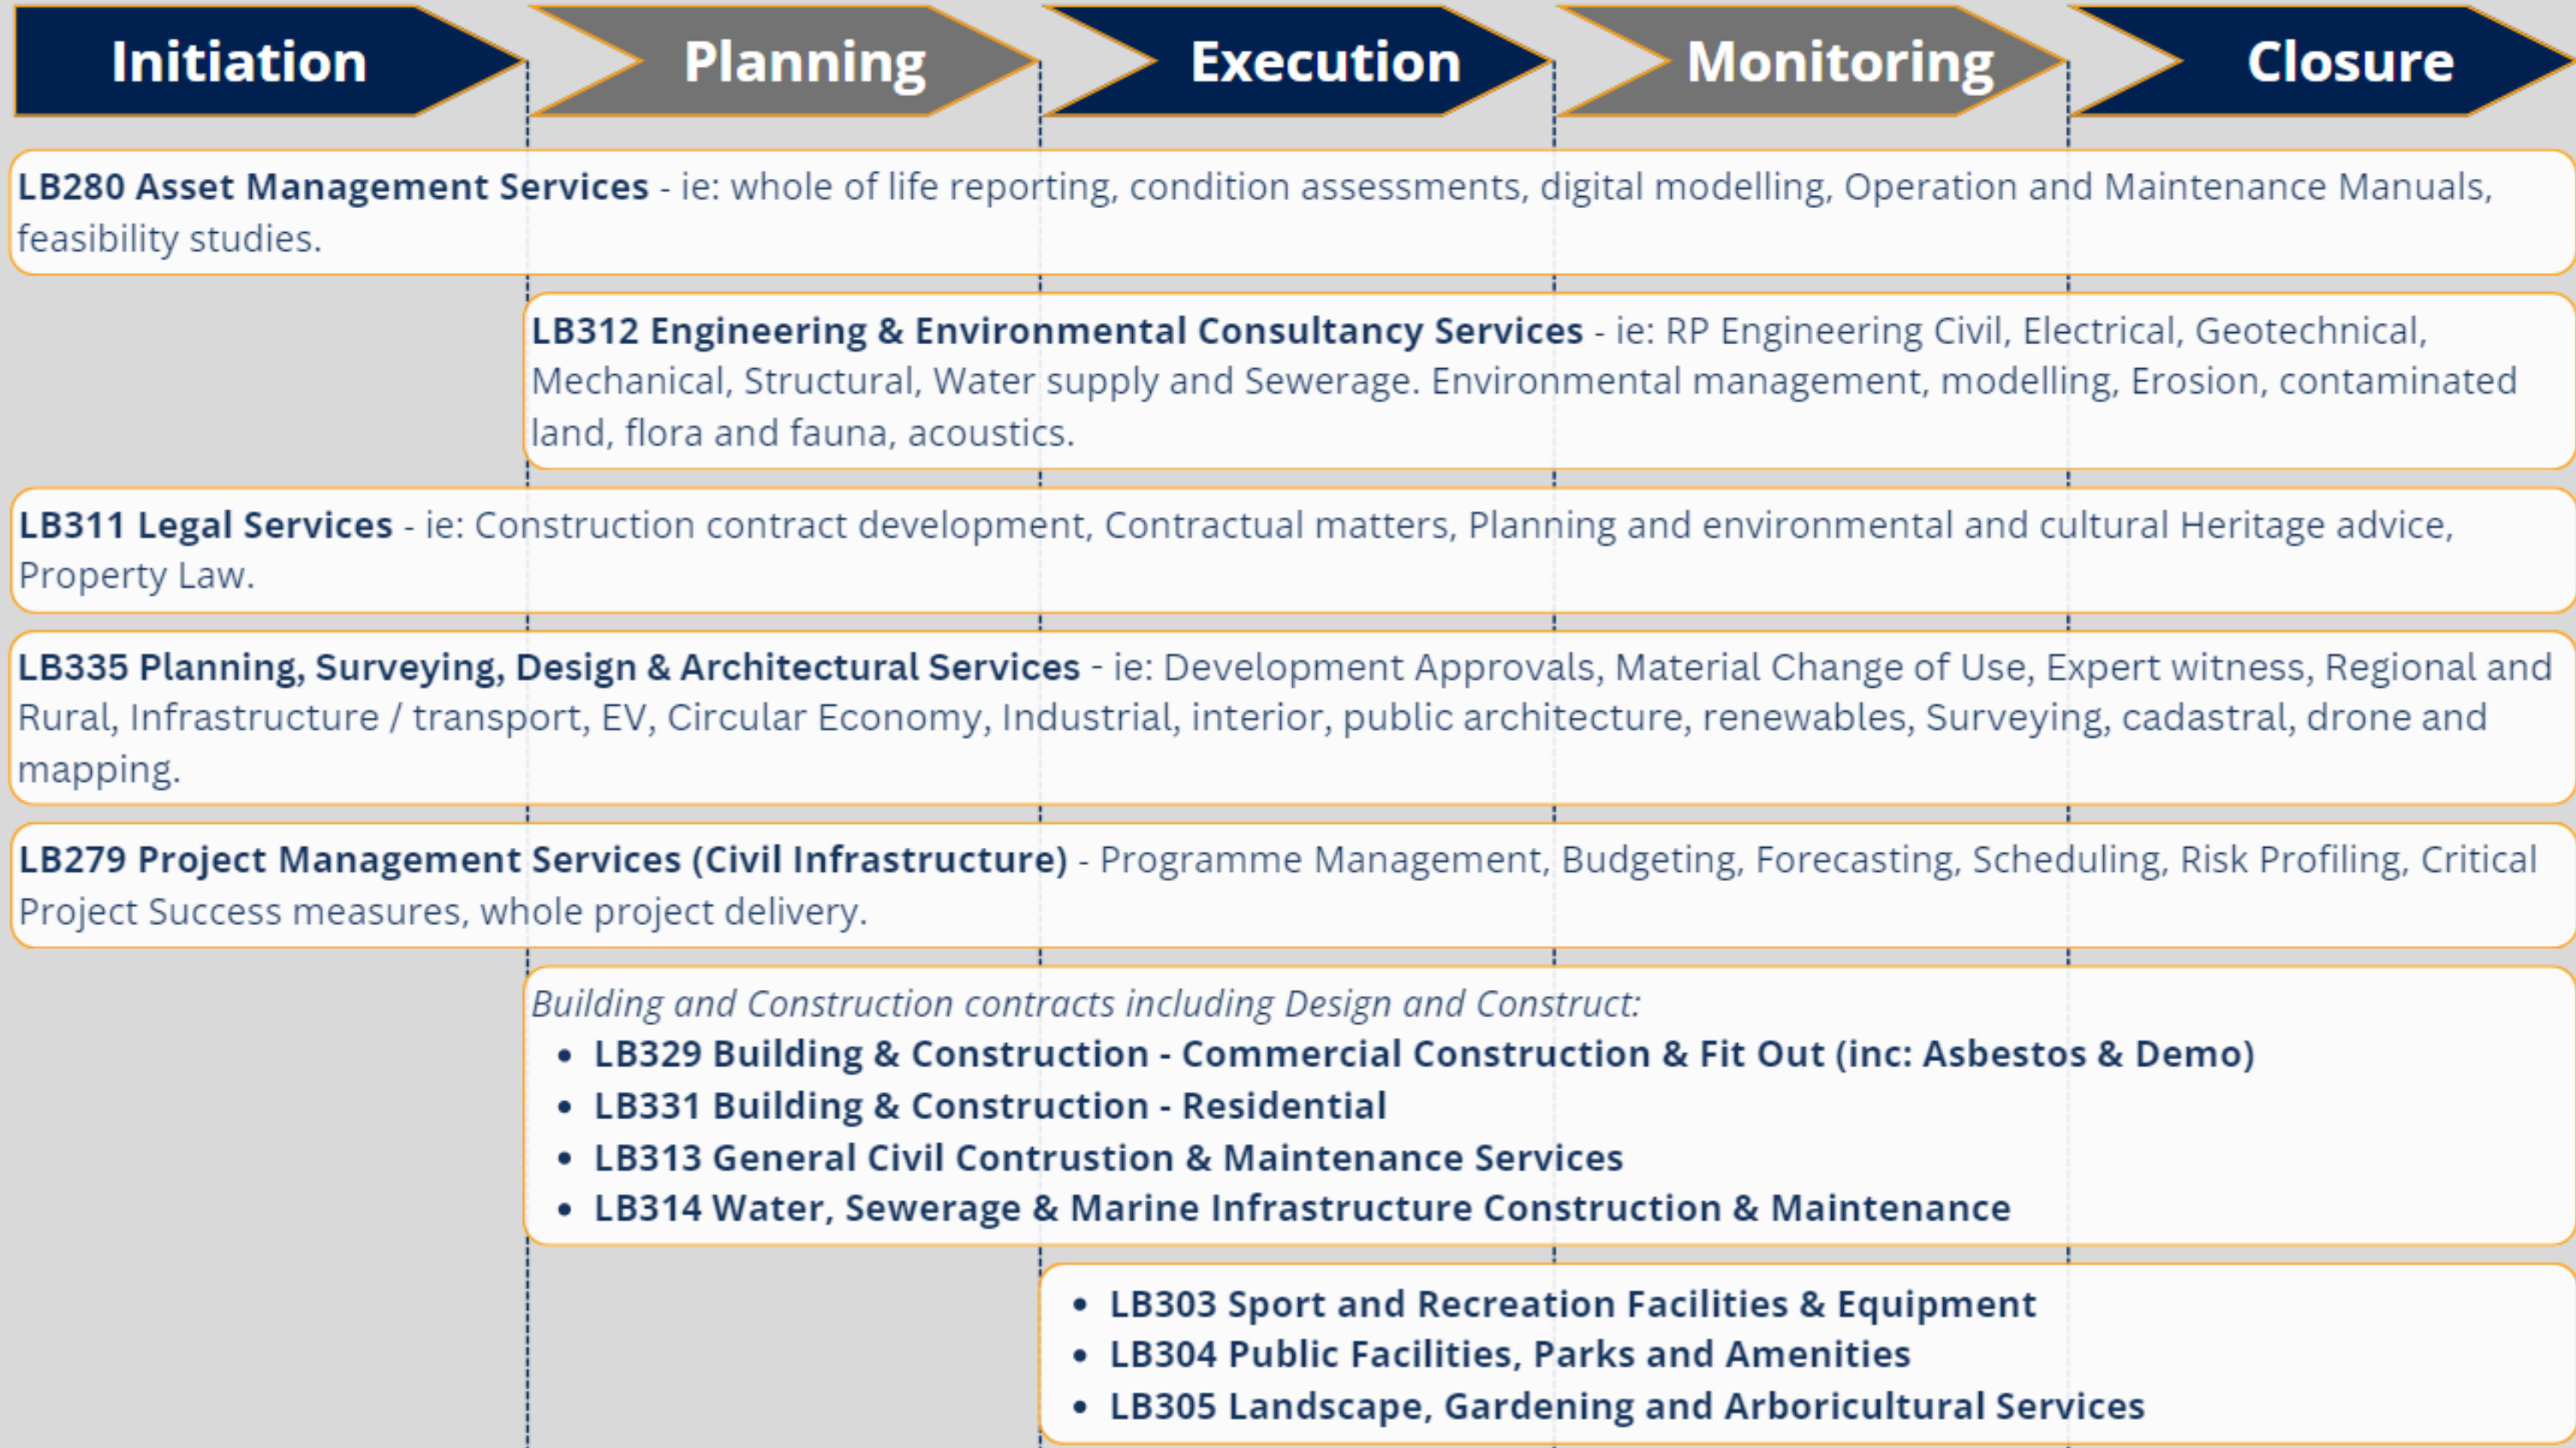 Initiation
Planning
Execution
Monitoring
Closure
LB280 Asset Management Services - ie: whole of life reporting, condition assessments, digital modelling, Operation and Maintenance Manuals,
feasibility studies.
LB312 Engineering & Environmental Consultancy Services - ie: RP Engineering Civil, Electrical, Geotechnical,
Mechanical, Structural, Water supply and Sewerage. Environmental management, modelling, Erosion, contaminated
land, flora and fauna, acoustics.
LB311 Legal Services - ie: Construction contract development, Contractual matters, Planning and environmental and cultural Heritage advice,
Property Law.
LB335 Planning, Surveying, Design & Architectural Services - ie: Development Approvals, Material Change of Use, Expert witness, Regional and
Rural, Infrastructure / transport, EV, Circular Economy, Industrial, interior, public architecture, renewables, Surveying, cadastral, drone and
mapping.
LB279 Project Management Services (Civil Infrastructure) - Programme Management, Budgeting, Forecasting, Scheduling, Risk Profiling, Critical
Project Success measures, whole project delivery.
Building and Construction contracts including Design and Construct:
• LB329 Building & Construction - Commercial Construction & Fit Out (inc: Asbestos & Demo)
• LB331 Building & Construction - Residential
• LB313 General Civil Contrustion & Maintenance Services
• LB314 Water, Sewerage & Marine Infrastructure Construction & Maintenance
• LB303 Sport and Recreation Facilities & Equipment
• LB304 Public Facilities, Parks and Amenities
• LB305 Landscape, Gardening and Arboricultural Services